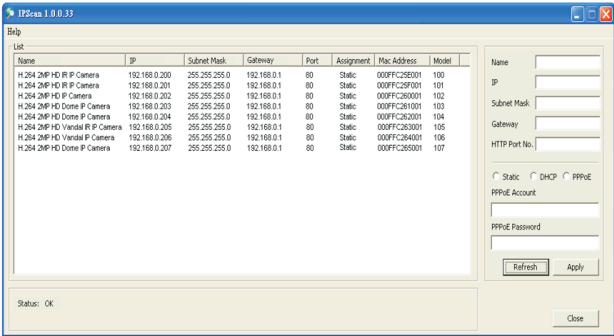 IPScan 1.0.0.33
Help
List
Name IP Subnet Mask Gateway Port Assignment Mac Address Model
H.264 2MP HD IR IP Camera 192.168.0.200 255.255.255.0 192.168.0.1 80 Static 000FFC25E001 100
H.264 2MP HD IR IP Camera 192.168.0.201 255.255.255.0 192.168.0.1 80 Static 000FFC25F001 101
H.264 2MP HD IP Camera 192.168.0.202 255.255.255.0 192.168.0.1 80 Static 000FFC260001 102
H.264 2MP HD Dome IP Camera 192.168.0.203 255.255.255.0 192.168.0.1 80 Static 000FFC261001 103
H.264 2MP HD Dome IP Camera 192.168.0.204 255.255.255.0 192.168.0.1 80 Static 000FFC262001 104
H.264 2MP HD Vandal IR IP Camera 192.168.0.205 255.255.255.0 192.168.0.1 80 Static 000FFC263001 105
H.264 2MP HD Vandal IP Camera 192.168.0.206 255.255.255.0 192.168.0.1 80 Static 000FFC264001 106
H.264 2MP HD Dome IP Camera 192.168.0.207 255.255.255.0 192.168.0.1 80 Static 000FFC265001 107
Name
IP
Subnet Mask
Gateway
HTTP Port No.
Static DHCP PPPoE
PPPoE Account
PPPoE Password
Refresh Apply
Status: OK
Close